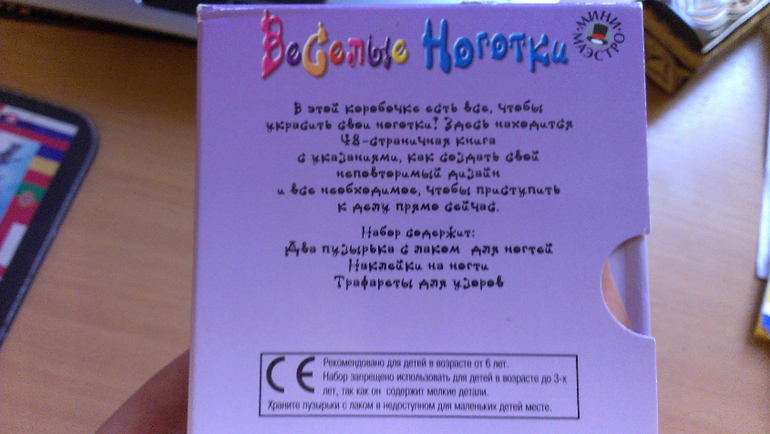 Веселые Ноготки
МИНИ МАЭСТРО
В этой коробочке есть все, чтобы
украсить свои ноготки! Здесь находится
48-страничная книга
с указаниями, как создать свой
неповторимый дизайн
и все необходимое, чтобы приступить
к делу прямо сейчас.
Набор содержит:
Два пузырька с лаком для ногтей
Наклейки на ногти
Трафареты для узоров
CE
Рекомендовано для детей в возрасте от 6 лет.
Набор запрещено использовать для детей в возрасте до 3-х
лет, так как он содержит мелкие детали.
Храните пузырьки с лаком в недоступном для маленьких детей месте.